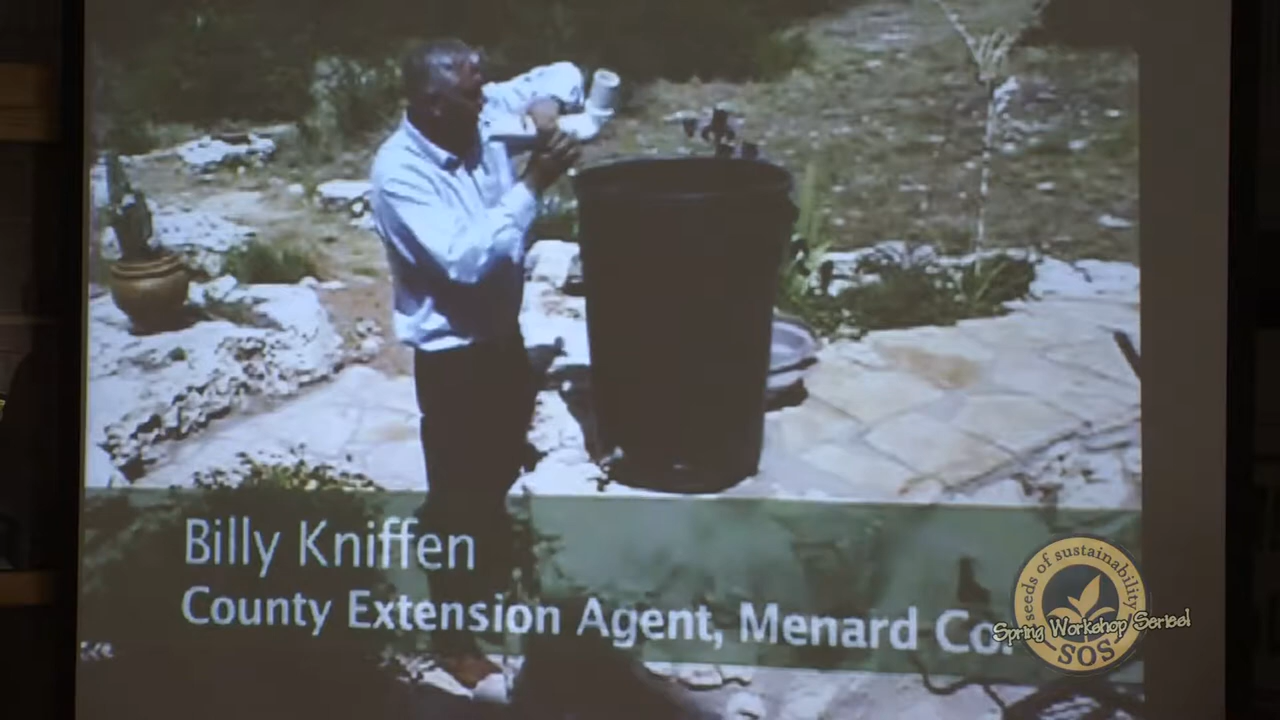 Billy Kniffen
County Extension Agent, Menard Co.
seeds of sustainability
Spring Workshop Series!
SOS